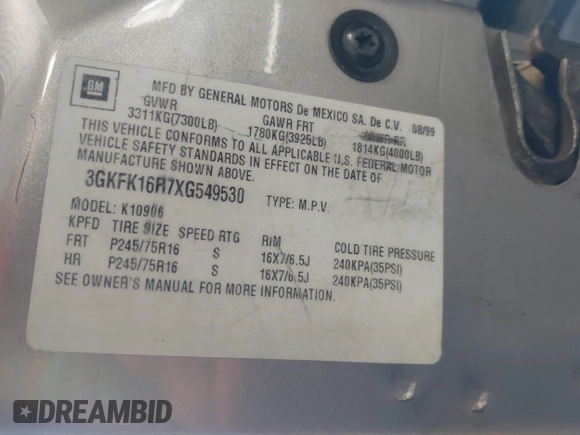 GM
MFD BY GENERAL MOTORS De MEXICO SA. De C.V. 08/99
GVWR GAWR FRT GAWR RR
3311KG(7300LB) 1780KG(3925LB) 1814KG(4000LB)
THIS VEHICLE CONFORMS TO ALL APPLICABLE U.S. FEDERAL MOTOR
VEHICLE SAFETY STANDARDS IN EFFECT ON THE DATE OF
MANUFACTURE SHOWN ABOVE.
3GKFK16R7XG549530 TYPE: M.P.V.
MODEL: K10906
KPFD TIRE SIZE SPEED RTG RIM COLD TIRE PRESSURE
FRT P245/75R16 S 16X7/6.5J 240KPA(35PSI)
RR P245/75R16 S 16X7/6.5J 240KPA(35PSI)
SEE OWNER'S MANUAL FOR MORE INFORMATION.
DREAMBID